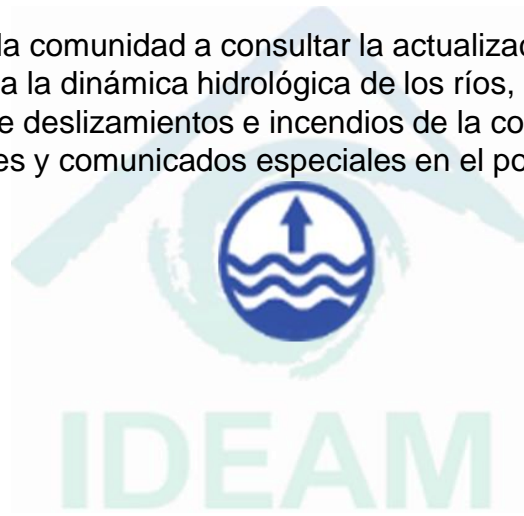 la comunidad a consultar la actualizac
a la dinámica hidrológica de los ríos,
e deslizamientos e incendios de la co
es y comunicados especiales en el po
IDEAM